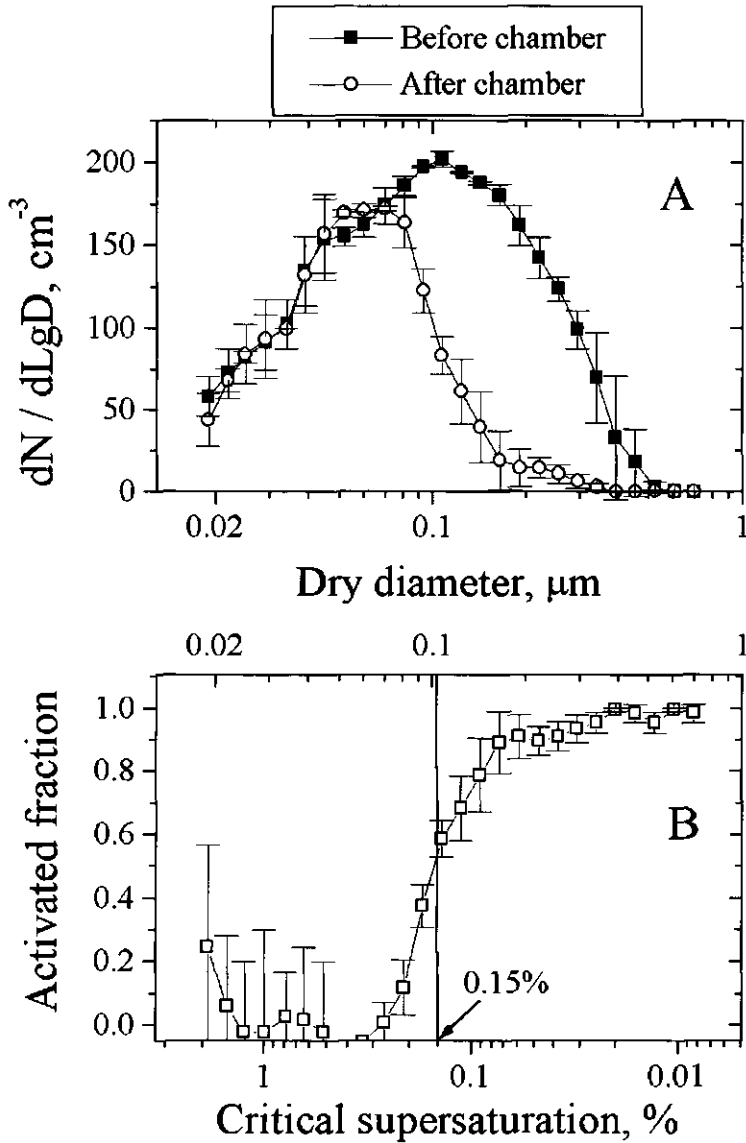 Before chamber
After chamber
A
200
150
100
50
0
dN / dLgD, cm⁻³
0.02 0.1 1
Dry diameter, μm
0.02 0.1 1
B
1.0
0.8
0.6
0.4
0.2
0.0
Activated fraction
0.15%
1 0.1 0.01
Critical supersaturation, %